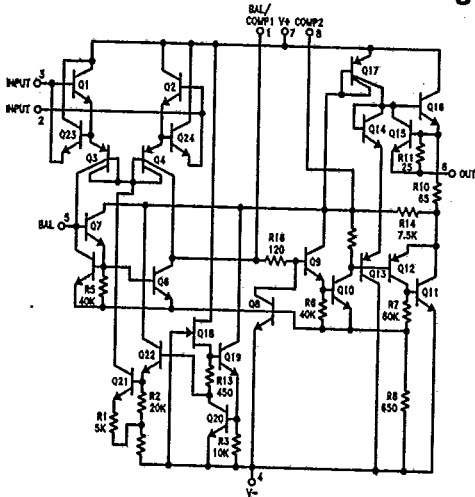 BAL/
COMP1 V+ COMP2
1 7 8
Q17
3
INPUT
Q1
Q2
Q16
INPUT
2
Q14
Q15
Q23
Q24
R11
25
6
OUT
Q3
Q4
R10
65
BAL 5
Q7
R14
7.5K
R16
120
Q9
Q13
Q12
R5
40K
Q6
Q8
Q10
Q11
R6
40K
R7
80K
Q18
Q22
Q19
Q21
R13
450
R2
20K
R8
650
R1
5K
Q20
R3
10K
4
V-